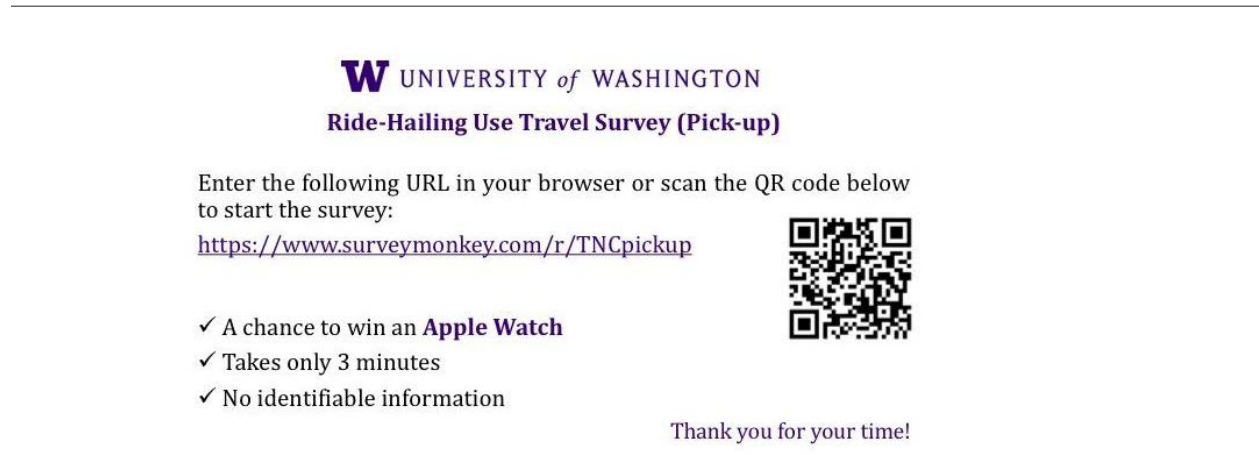 W UNIVERSITY of WASHINGTON
Ride-Hailing Use Travel Survey (Pick-up)
Enter the following URL in your browser or scan the QR code below
to start the survey:
https://www.surveymonkey.com/r/TNCpickup
✓ A chance to win an Apple Watch
✓ Takes only 3 minutes
✓ No identifiable information
Thank you for your time!